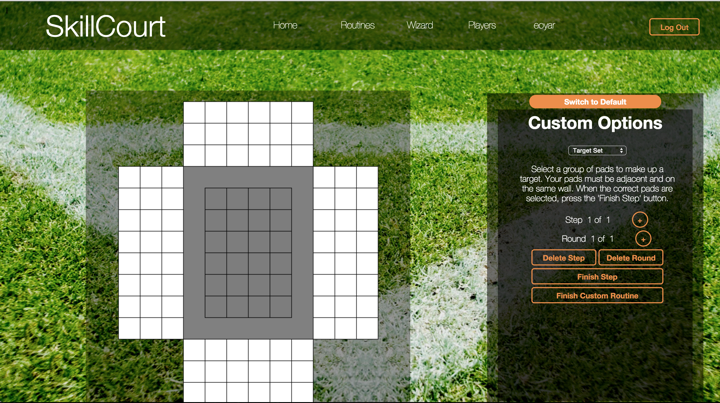 SkillCourt
Home
Routines
Wizard
Players
eoyar
Log Out
Switch to Default
Custom Options
Target Set
Select a group of pads to make up a
target. Your pads must be adjacent and on
the same wall. When the correct pads are
selected, press the 'Finish Step' button.
Step 1 of 1 +
Round 1 of 1 +
Delete Step
Delete Round
Finish Step
Finish Custom Routine